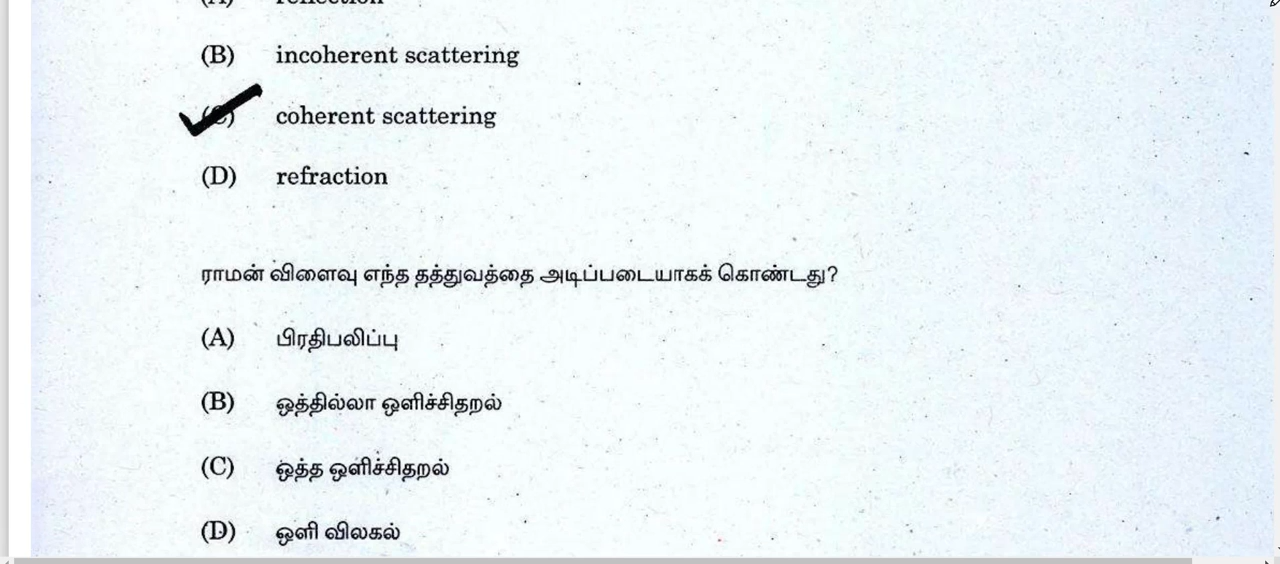 (A) reflection
(B) incoherent scattering
(C) coherent scattering
(D) refraction
ராமன் விளைவு எந்த தத்துவத்தை அடிப்படையாகக் கொண்டது?
(A) பிரதிபலிப்பு
(B) ஒத்தில்லா ஒளிச்சிதறல்
(C) ஒத்த ஒளிச்சிதறல்
(D) ஒளி விலகல்